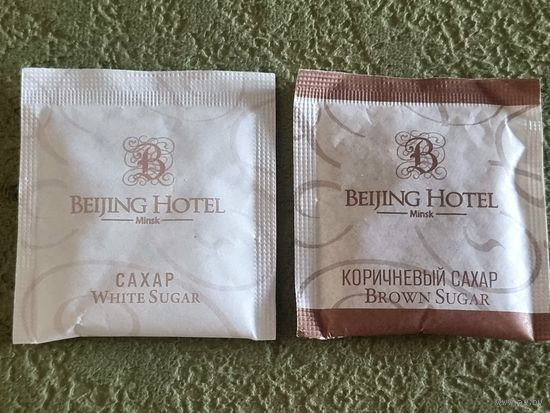 B
BEIJING HOTEL
Minsk
САХАР
WHITE SUGAR
B
BEIJING HOTEL
Minsk
КОРИЧНЕВЫЙ САХАР
BROWN SUGAR